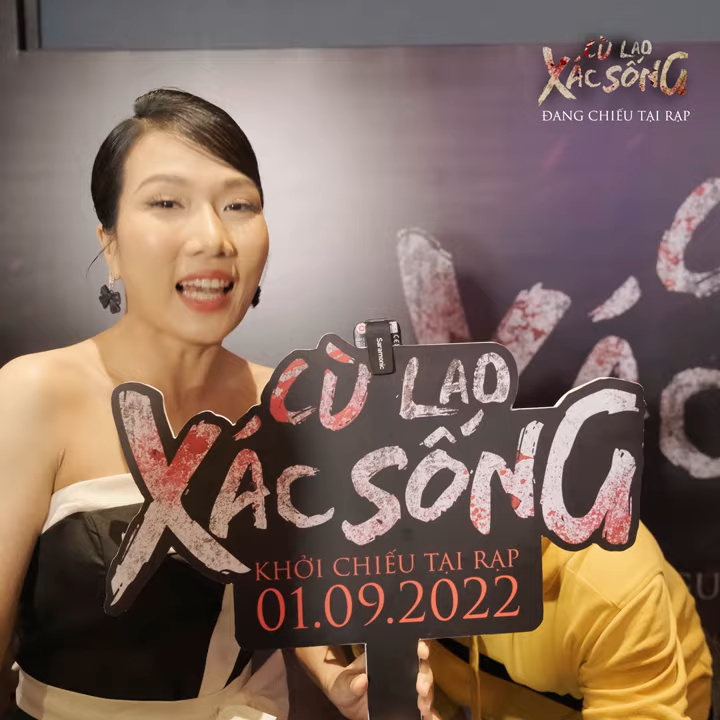 CÙ LAO
XÁC SỐNG
ĐANG CHIẾU TẠI RẠP
Saramonic
CÙ LAO
XÁC SỐNG
KHỞI CHIẾU TẠI RẠP
01.09.2022